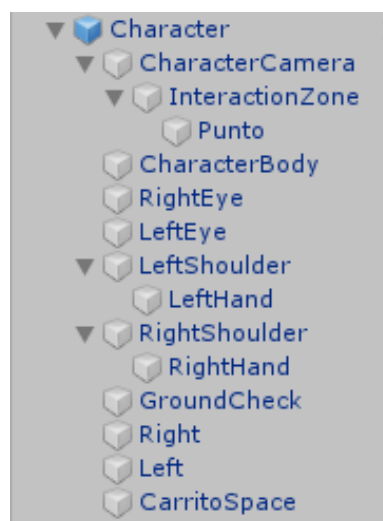 Character
CharacterCamera
InteractionZone
Punto
CharacterBody
RightEye
LeftEye
LeftShoulder
LeftHand
RightShoulder
RightHand
GroundCheck
Right
Left
CarritoSpace